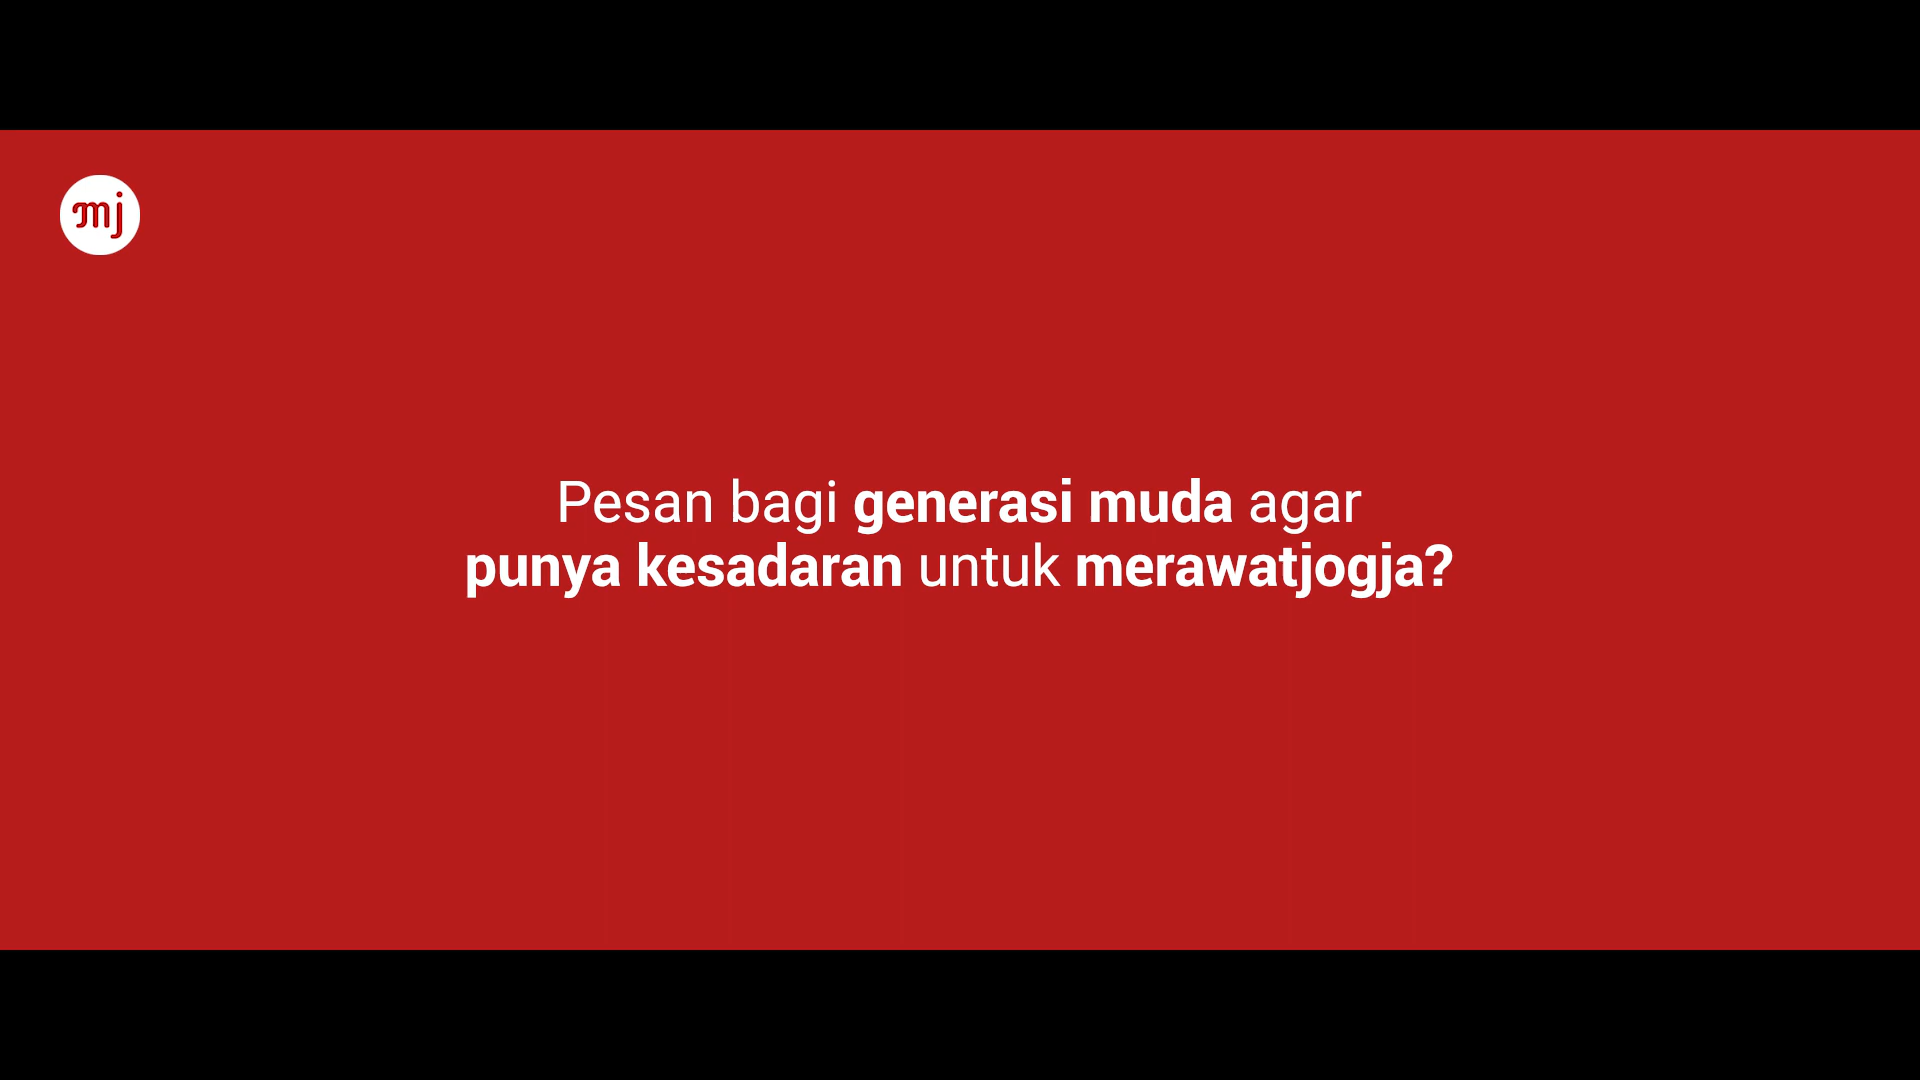 mj
Pesan bagi generasi muda agar
punya kesadaran untuk merawatjogja?